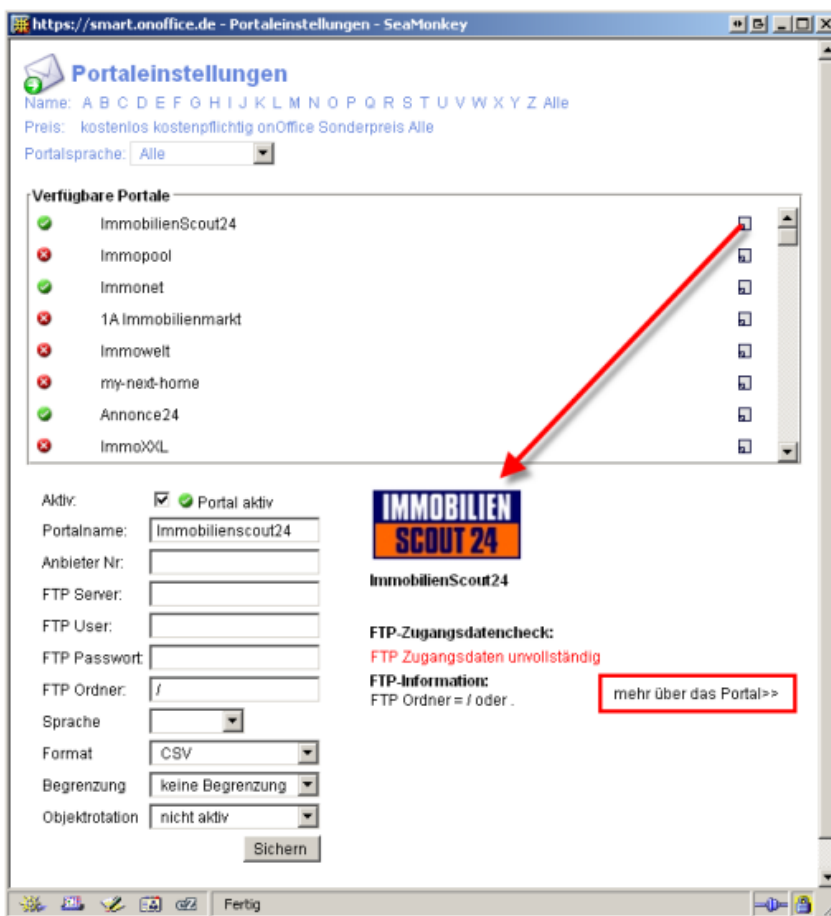 https://smart.onoffice.de - Portaleinstellungen - SeaMonkey
Portaleinstellungen
Name: A B C D E F G H I J K L M N O P Q R S T U V W X Y Z Alle
Preis: kostenlos kostenpflichtig onOffice Sonderpreis Alle
Portalsprache: Alle
Verfügbare Portale
ImmobilienScout24
Immopool
Immonet
1A Immobilienmarkt
Immowelt
my-next-home
Annonce24
ImmoXXL
Aktiv: Portal aktiv
Portalname: Immobilienscout24
Anbieter Nr:
FTP Server:
FTP User:
FTP Passwort:
FTP Ordner: /
Sprache
Format CSV
Begrenzung keine Begrenzung
Objektrotation nicht aktiv
Sichern
IMMOBILIEN
SCOUT 24
ImmobilienScout24
FTP-Zugangsdatencheck:
FTP Zugangsdaten unvollständig
FTP-Information:
FTP Ordner = / oder .
mehr über das Portal>>
Fertig